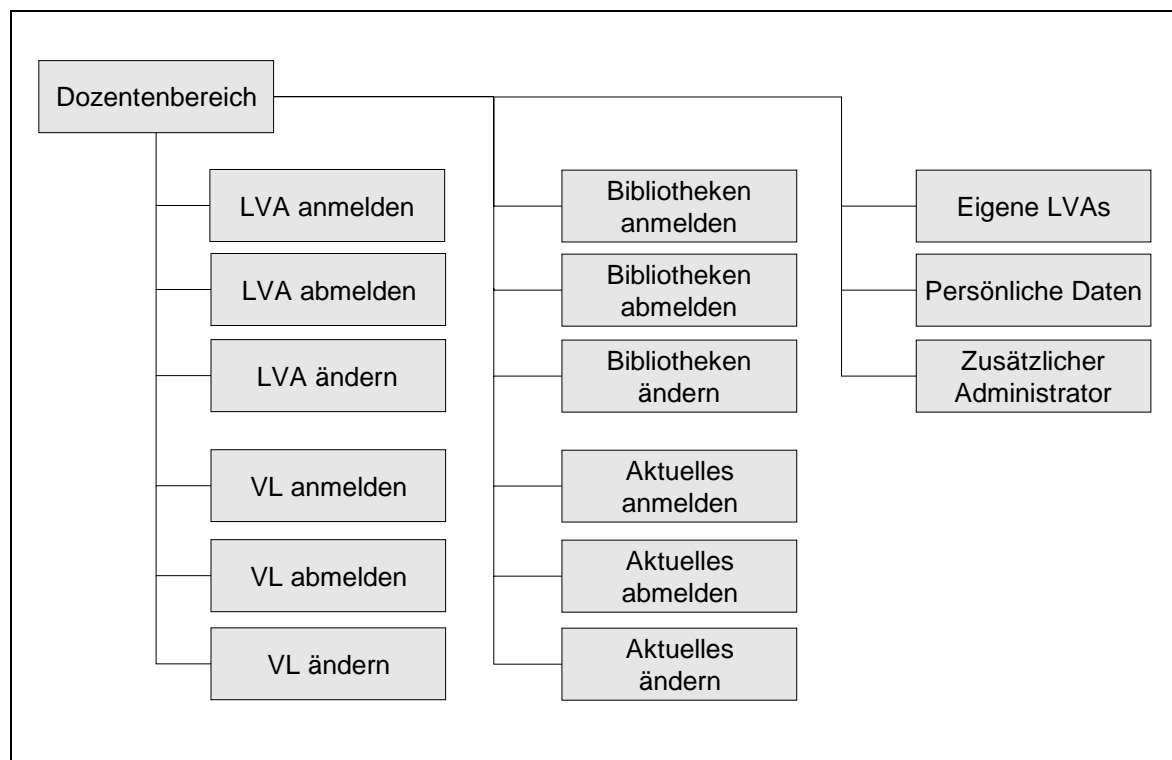 Dozentenbereich
LVA anmelden
LVA abmelden
LVA ändern
VL anmelden
VL abmelden
VL ändern
Bibliotheken
anmelden
Bibliotheken
abmelden
Bibliotheken
ändern
Aktuelles
anmelden
Aktuelles
abmelden
Aktuelles
ändern
Eigene LVAs
Persönliche Daten
Zusätzlicher
Administrator